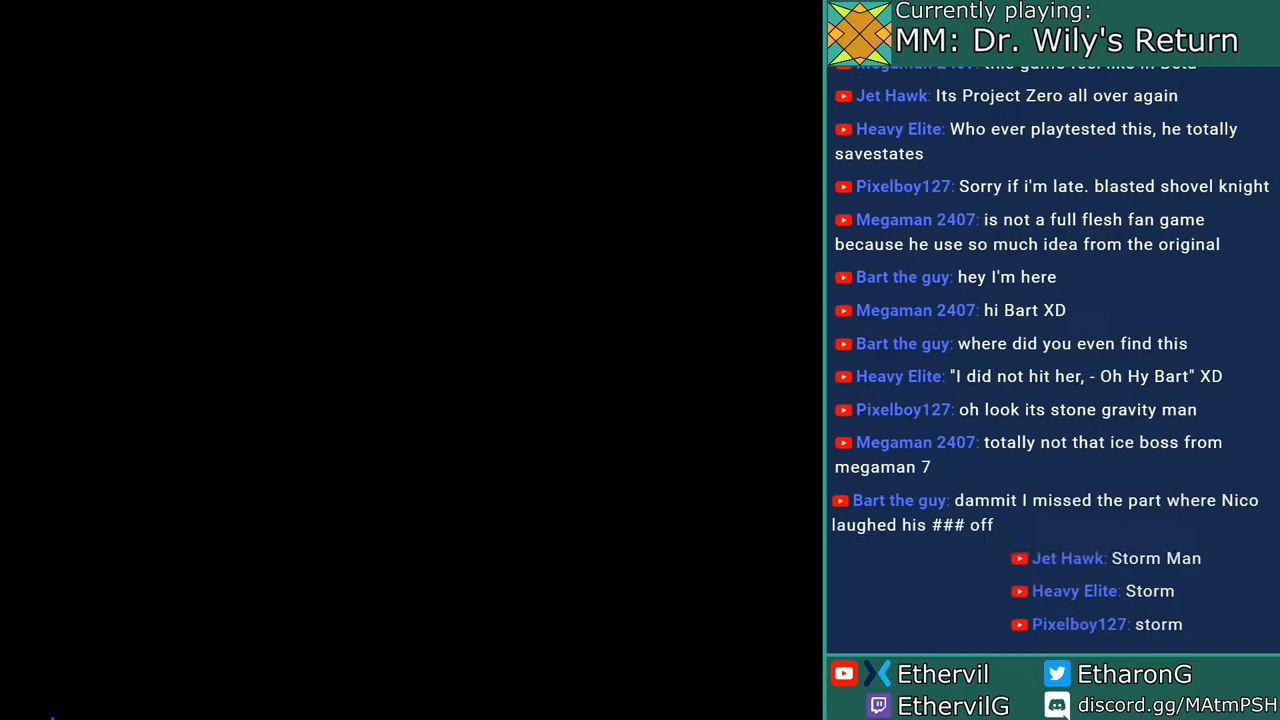 Currently playing:
MM: Dr. Wily's Return
Jet Hawk: Its Project Zero all over again
Heavy Elite: Who ever playtested this, he totally
savestates
Pixelboy127: Sorry if i'm late. blasted shovel knight
Megaman 2407: is not a full flesh fan game
because he use so much idea from the original
Bart the guy: hey I'm here
Megaman 2407: hi Bart XD
Bart the guy: where did you even find this
Heavy Elite: "I did not hit her, - Oh Hy Bart" XD
Pixelboy127: oh look its stone gravity man
Megaman 2407: totally not that ice boss from
megaman 7
Bart the guy: dammit I missed the part where Nico
laughed his ### off
Jet Hawk: Storm Man
Heavy Elite: Storm
Pixelboy127: storm
Ethervil
EtharonG
EthervilG
discord.gg/MAtmPSH